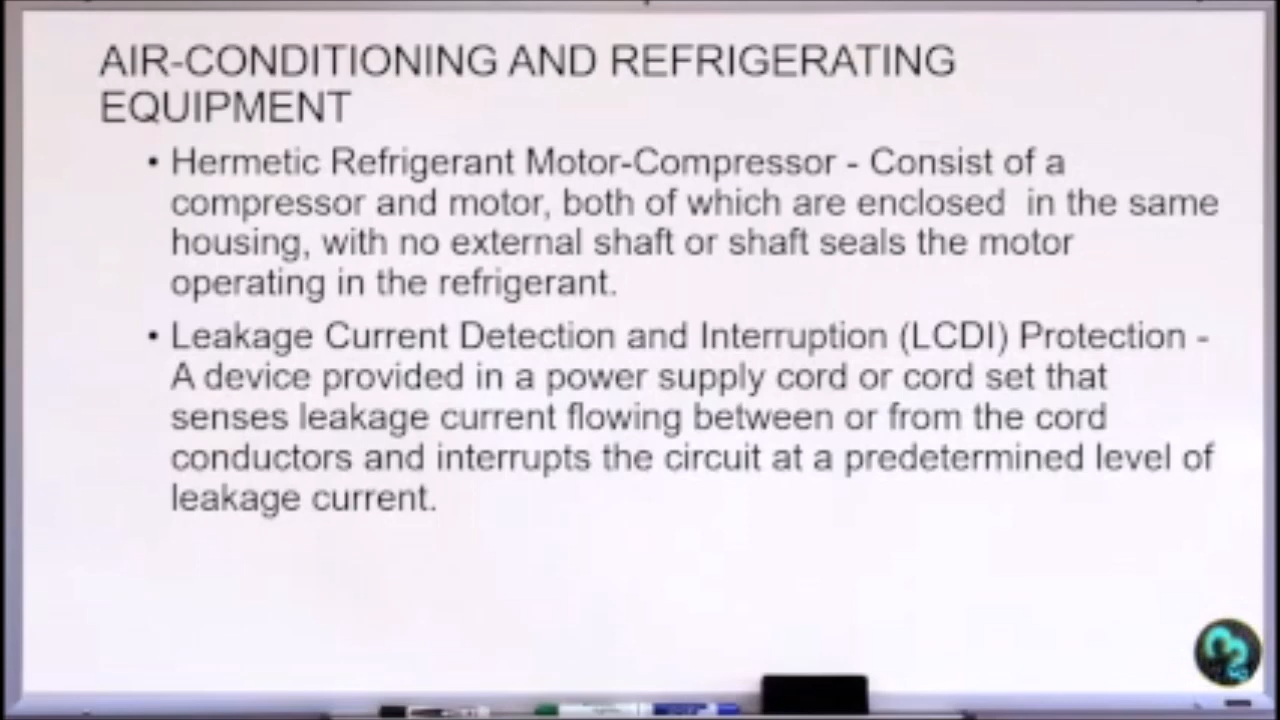 AIR-CONDITIONING AND REFRIGERATING
EQUIPMENT
• Hermetic Refrigerant Motor-Compressor - Consist of a
compressor and motor, both of which are enclosed  in the same
housing, with no external shaft or shaft seals the motor
operating in the refrigerant.
• Leakage Current Detection and Interruption (LCDI) Protection -
A device provided in a power supply cord or cord set that
senses leakage current flowing between or from the cord
conductors and interrupts the circuit at a predetermined level of
leakage current.